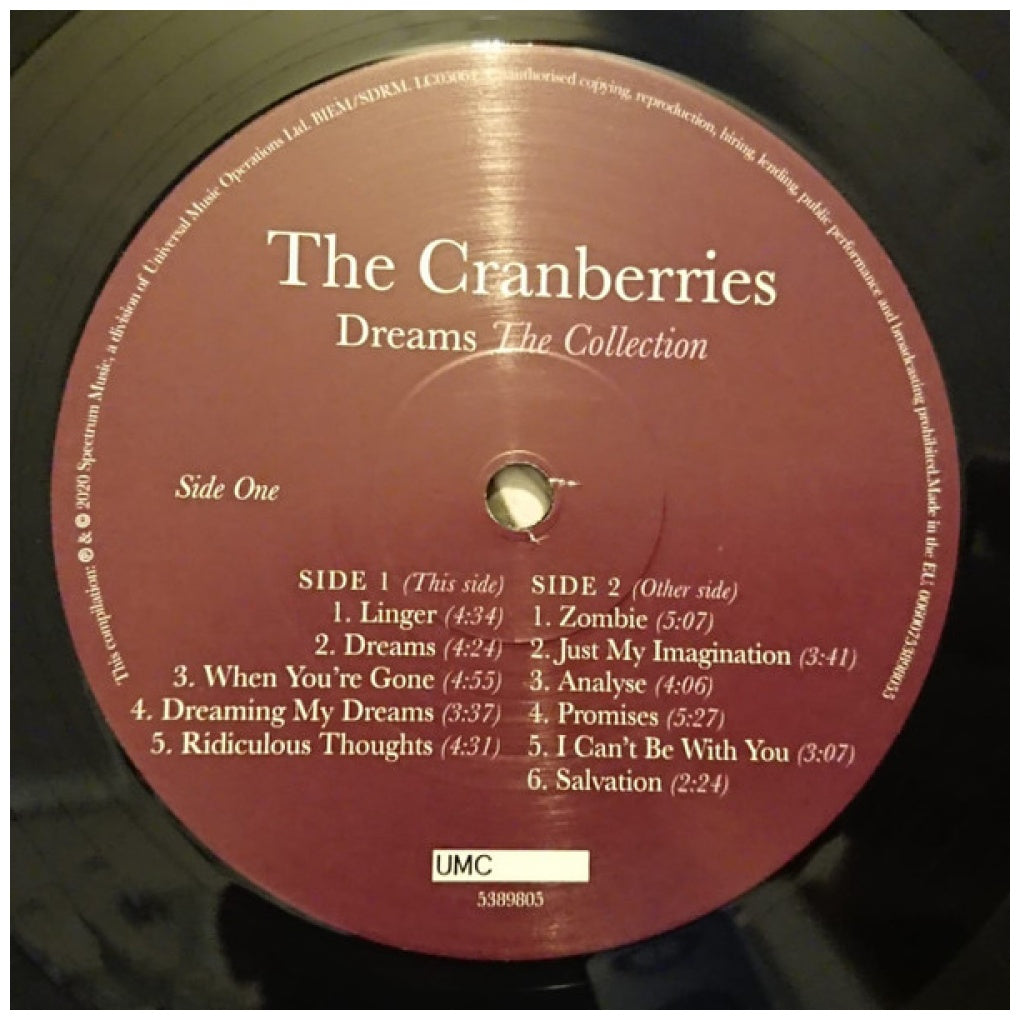 The Cranberries
Dreams The Collection
Side One
SIDE 1 (This side)
1. Linger (4:34)
2. Dreams (4:24)
3. When You're Gone (4:55)
4. Dreaming My Dreams (3:37)
5. Ridiculous Thoughts (4:31)
SIDE 2 (Other side)
1. Zombie (5:07)
2. Just My Imagination (3:41)
3. Analyse (4:06)
4. Promises (5:27)
5. I Can't Be With You (3:07)
6. Salvation (2:24)
UMC
5389805
This compilation: ℗ & © 2020 Spectrum Music, a division of Universal Music Operations Ltd. BIEM/SDRM. LC03061. Unauthorised copying, reproduction, hiring, lending, public performance and broadcasting prohibited.Made in the EU.